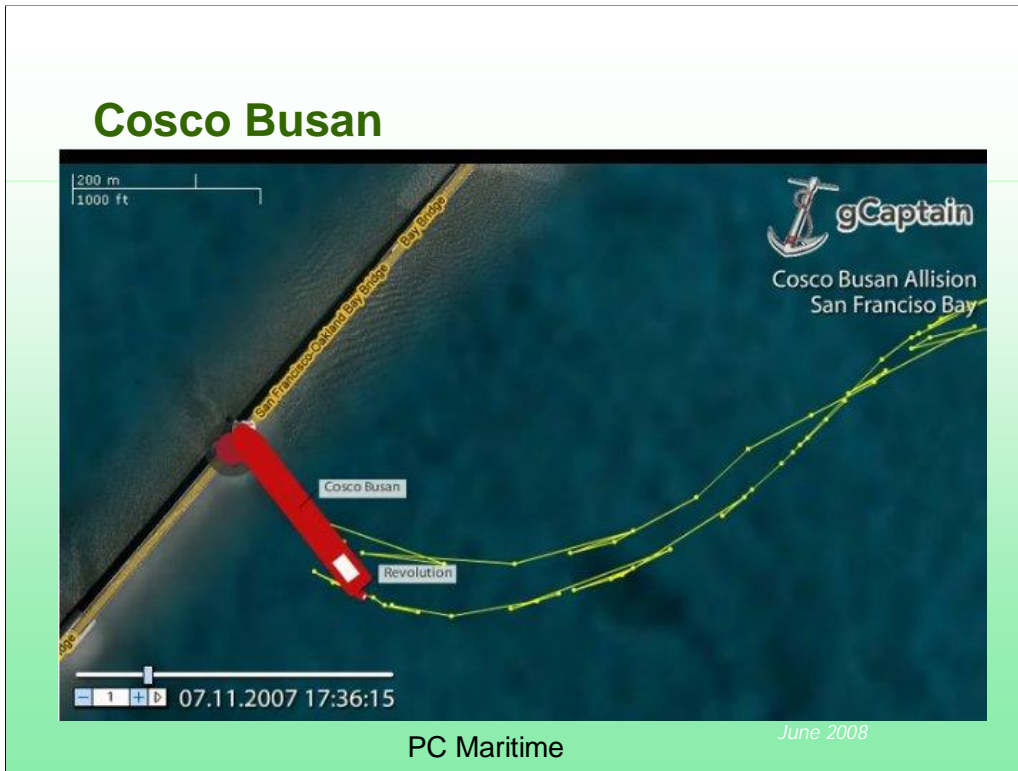 Cosco Busan
200 m
1000 ft
gCaptain
Cosco Busan Allision
San Franciso Bay
San Francisco-Oakland Bay Bridge
Bay Bridge
Cosco Busan
Revolution
dge
1
07.11.2007 17:36:15
PC Maritime
June 2008